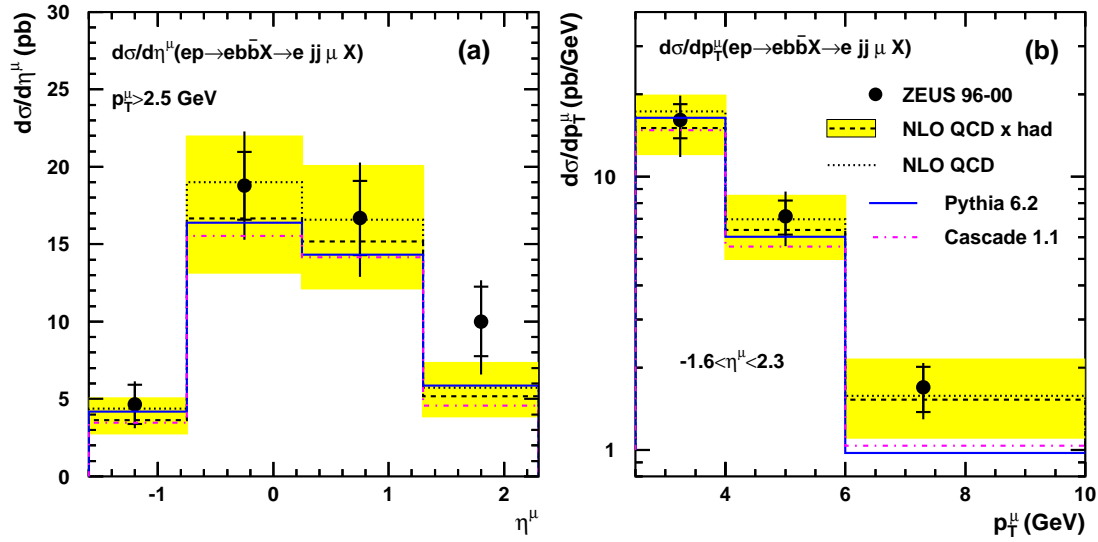 dσ/dη^μ (pb)
30
25
20
15
10
5
0
dσ/dη^μ(ep→ebb̄X→e jj μ X)
(a)
p_T^μ>2.5 GeV
-1 0 1 2
η^μ
dσ/dp_T^μ (pb/GeV)
10
1
dσ/dp_T^μ(ep→ebb̄X→e jj μ X)
(b)
ZEUS 96-00
NLO QCD x had
NLO QCD
Pythia 6.2
Cascade 1.1
-1.6<η^μ<2.3
4 6 8 10
p_T^μ (GeV)